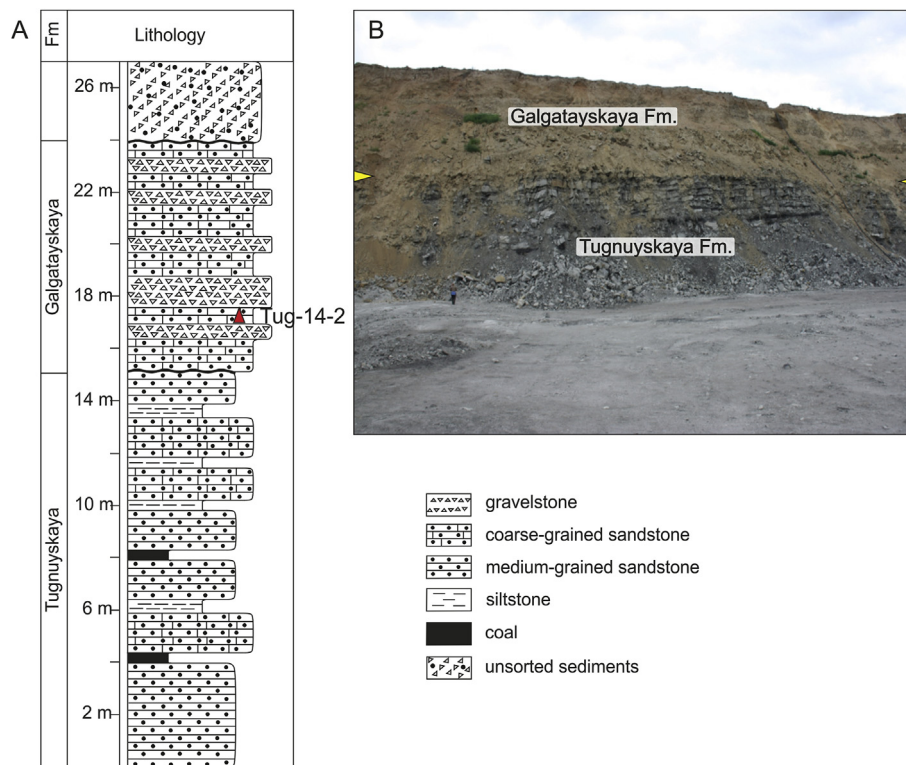 A
Fm
Lithology
26 m
22 m
18 m
14 m
10 m
6 m
2 m
Galgatayskaya
Tugnuyskaya
Tug-14-2
B
Galgatayskaya Fm.
Tugnuyskaya Fm.
gravelstone
coarse-grained sandstone
medium-grained sandstone
siltstone
coal
unsorted sediments